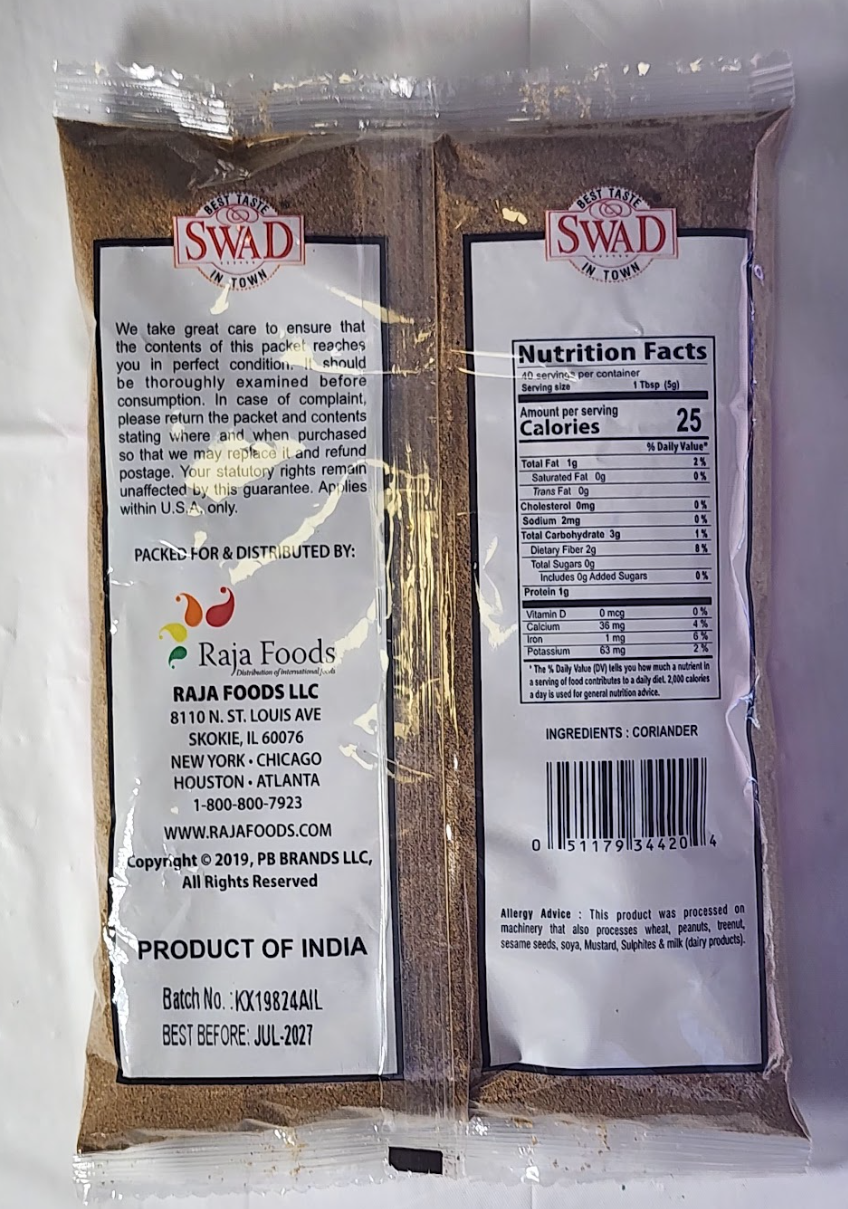 BEST TASTE
SWAD
IN TOWN
We take great care to ensure that
the contents of this packet reaches
you in perfect condition. It should
be thoroughly examined before
consumption. In case of complaint,
please return the packet and contents
stating where and when purchased
so that we may replace it and refund
postage. Your statutory rights remain
unaffected by this guarantee. Applies
within U.S.A. only.
PACKED FOR & DISTRIBUTED BY:
Raja Foods
Distribution of international foods
RAJA FOODS LLC
8110 N. ST. LOUIS AVE
SKOKIE, IL 60076
NEW YORK • CHICAGO
HOUSTON • ATLANTA
1-800-800-7923
WWW.RAJAFOODS.COM
Copyright © 2019, PB BRANDS LLC,
All Rights Reserved
PRODUCT OF INDIA
Batch No. :KX19824AIL
BEST BEFORE: JUL-2027
BEST TASTE
SWAD
IN TOWN
Nutrition Facts
40 servings per container
Serving size 1 Tbsp (5g)
Amount per serving
Calories 25
% Daily Value*
Total Fat 1g 2%
Saturated Fat 0g 0%
Trans Fat 0g
Cholesterol 0mg 0%
Sodium 2mg 0%
Total Carbohydrate 3g 1%
Dietary Fiber 2g 8%
Total Sugars 0g
Includes 0g Added Sugars 0%
Protein 1g
Vitamin D 0 mcg 0%
Calcium 36 mg 4%
Iron 1 mg 6%
Potassium 63 mg 2%
* The % Daily Value (DV) tells you how much a nutrient in
a serving of food contributes to a daily diet. 2,000 calories
a day is used for general nutrition advice.
INGREDIENTS : CORIANDER
0 51179 34420 4
Allergy Advice : This product was processed on
machinery that also processes wheat, peanuts, treenut,
sesame seeds, soya, Mustard, Sulphites & milk (dairy products).